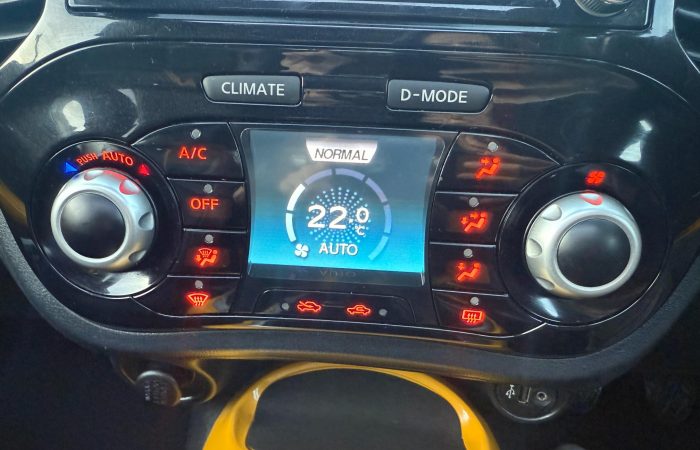 CLIMATE
D-MODE
PUSH AUTO
A/C
NORMAL
OFF
22.0
°C
AUTO